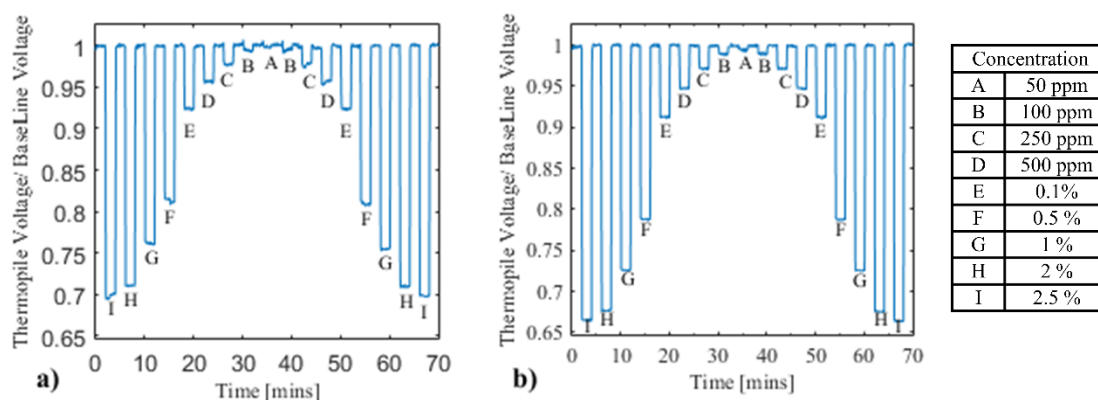 Thermopile Voltage/ BaseLine Voltage
1
0.95
0.9
0.85
0.8
0.75
0.7
0.65
0 10 20 30 40 50 60 70
Time [mins]
a)
I H G F E D C B A B C D E F G H I
Thermopile Voltage/ Baseline Voltage
1
0.95
0.9
0.85
0.8
0.75
0.7
0.65
0 10 20 30 40 50 60 70
Time [mins]
b)
I H G F E D C B A B C D E F G H I
Concentration
A 50 ppm
B 100 ppm
C 250 ppm
D 500 ppm
E 0.1%
F 0.5 %
G 1 %
H 2 %
I 2.5 %